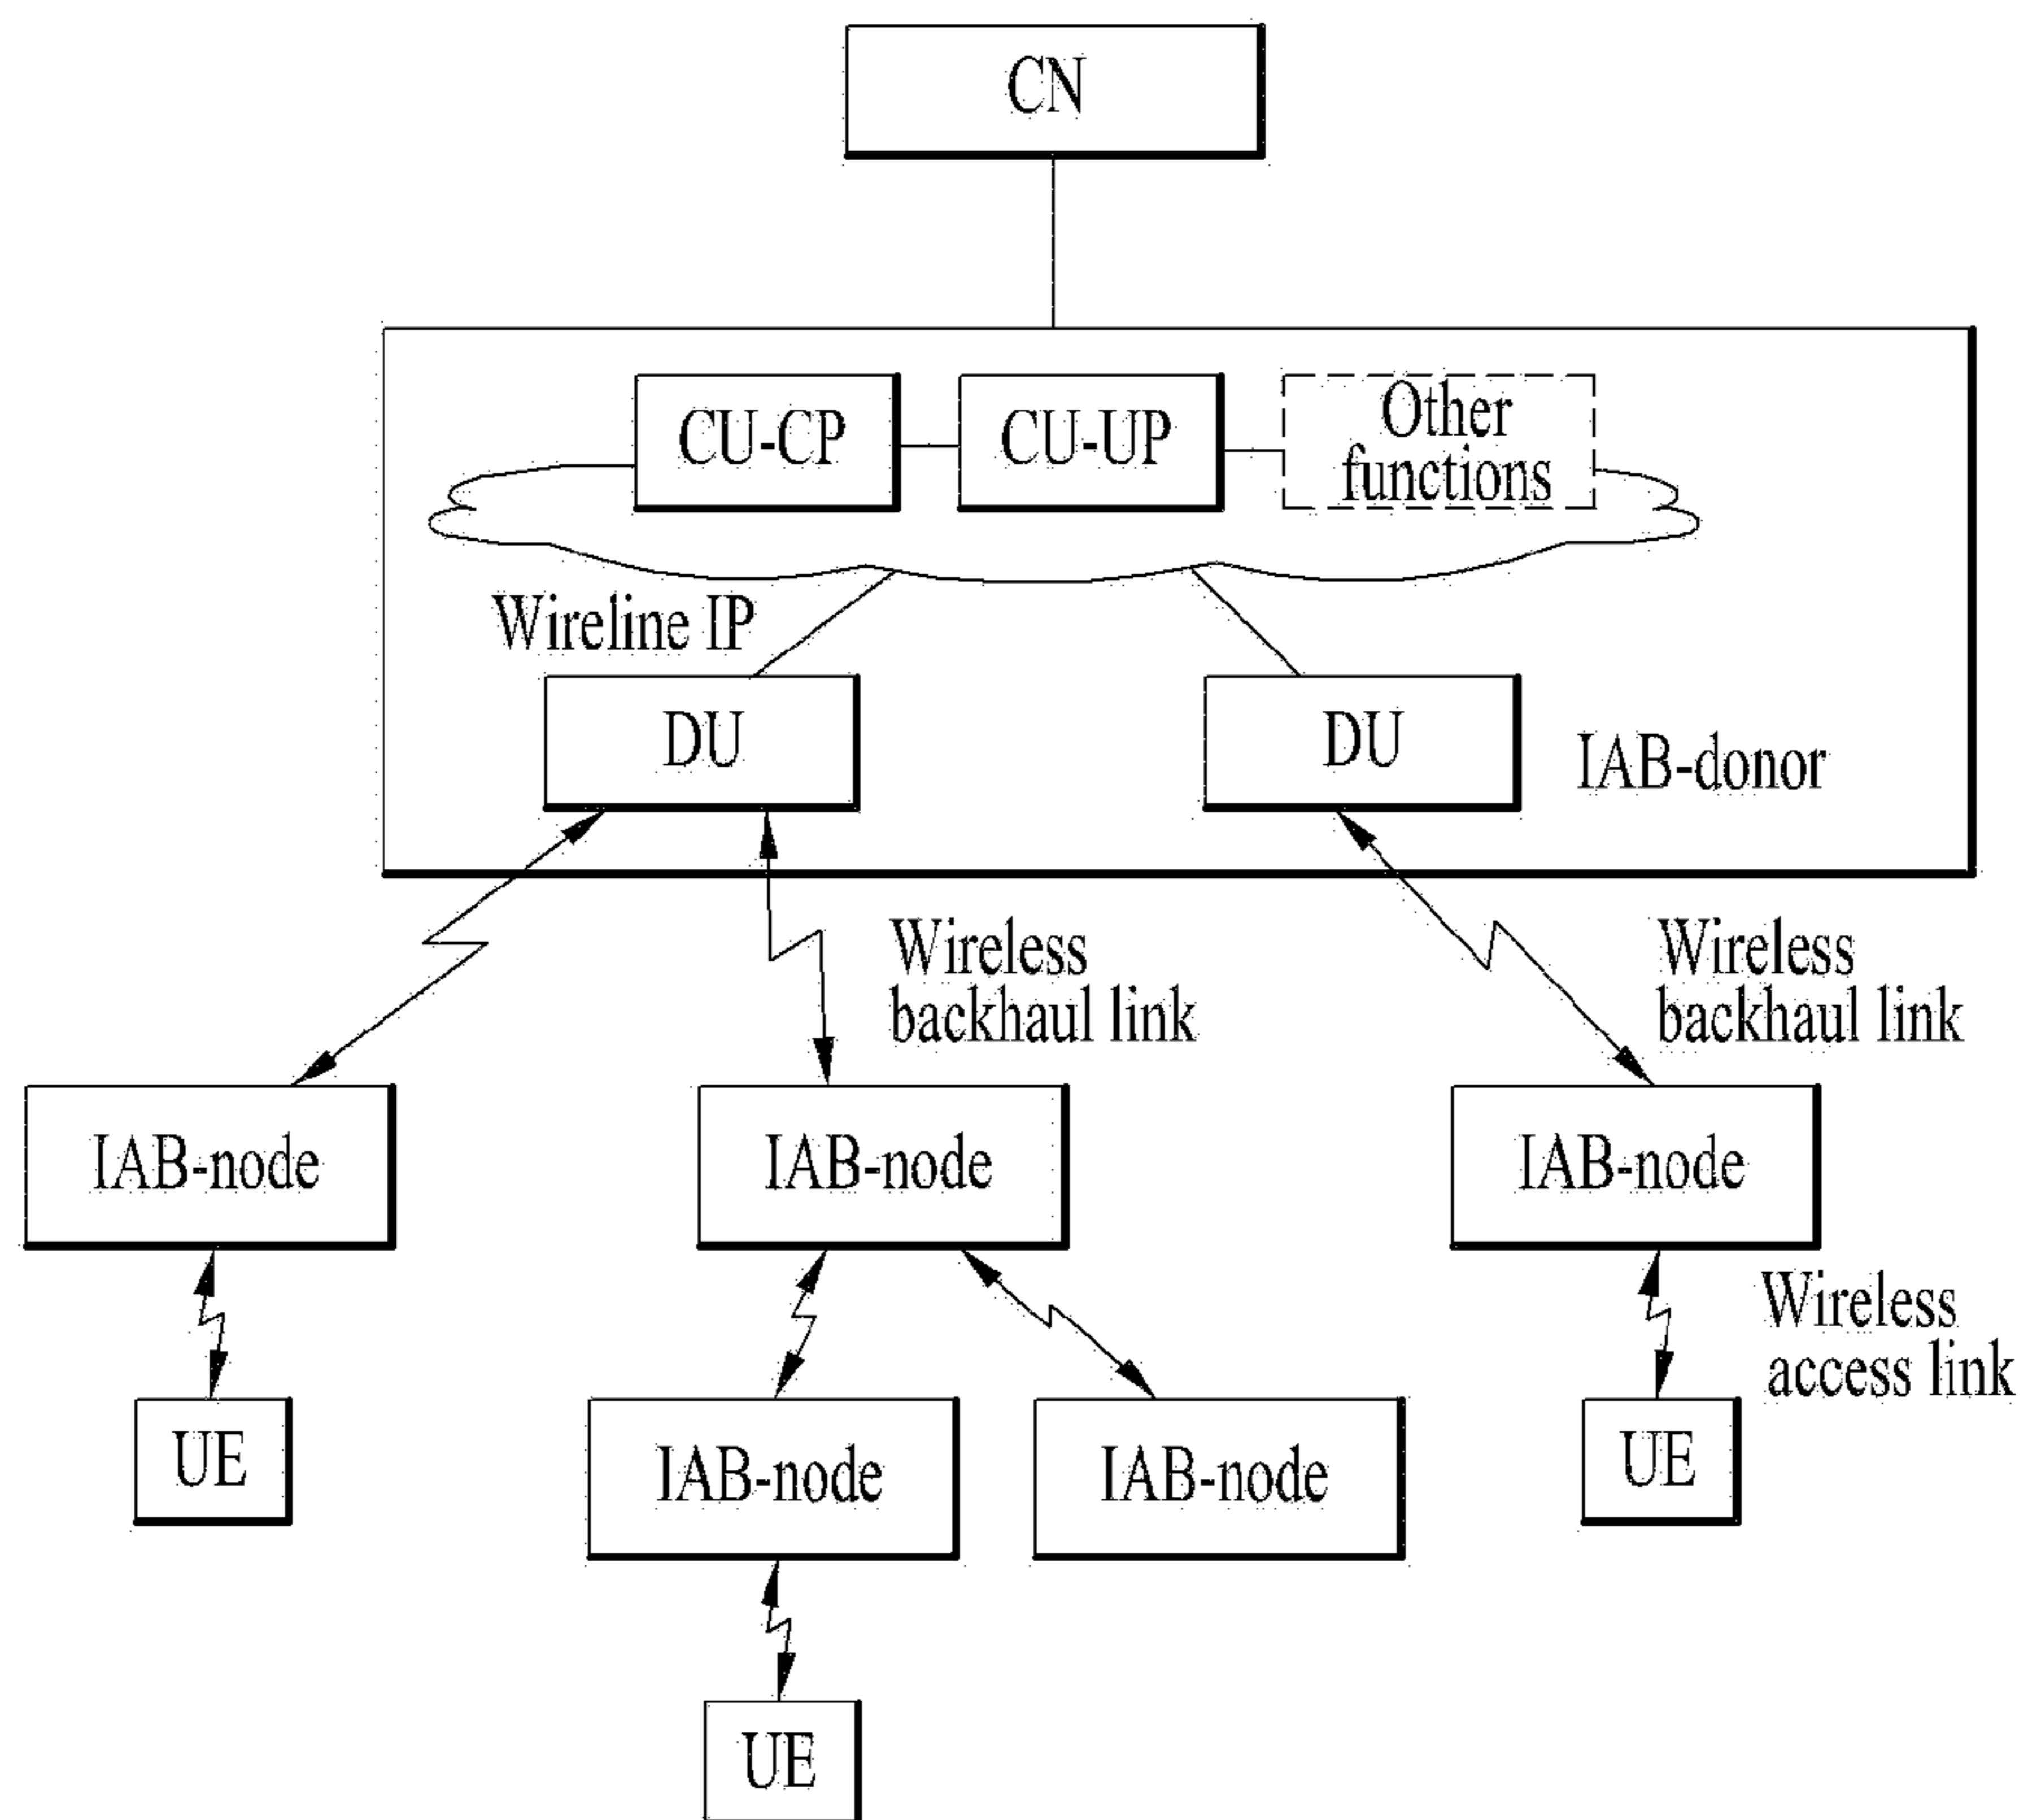 CN
CU-CP
CU-UP
Other
functions
Wireline IP
DU
DU
IAB-donor
Wireless
backhaul link
Wireless
backhaul link
IAB-node
IAB-node
IAB-node
Wireless
access link
UE
IAB-node
IAB-node
UE
UE